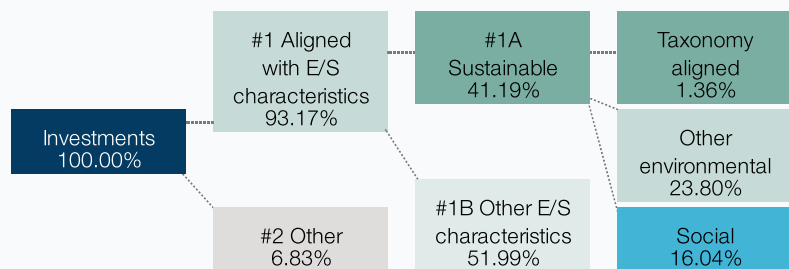 Investments
100.00%
#1 Aligned
with E/S
characteristics
93.17%
#2 Other
6.83%
#1A
Sustainable
41.19%
#1B Other E/S
characteristics
51.99%
Taxonomy
aligned
1.36%
Other
environmental
23.80%
Social
16.04%